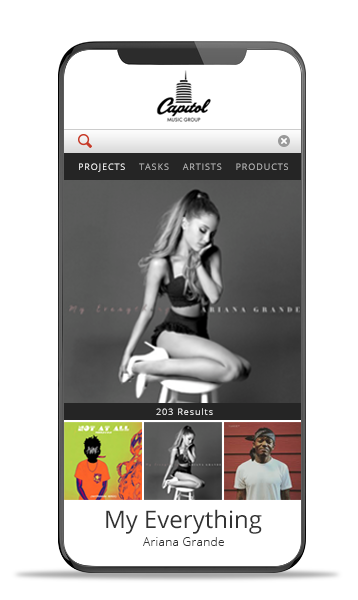 Capitol
MUSIC GROUP
PROJECTS TASKS ARTISTS PRODUCTS
My Everything ARIANA GRANDE
203 Results
NOT AT ALL
My Everything
Ariana Grande